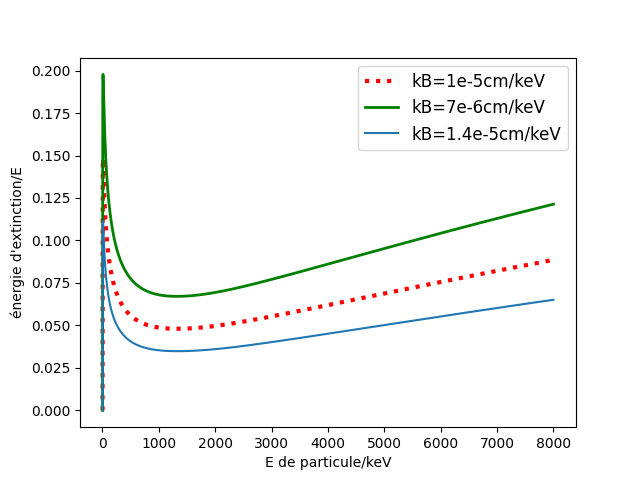 kB=1e-5cm/keV
kB=7e-6cm/keV
kB=1.4e-5cm/keV
énergie d'extinction/E
0.200
0.175
0.150
0.125
0.100
0.075
0.050
0.025
0.000
0 1000 2000 3000 4000 5000 6000 7000 8000
E de particule/keV